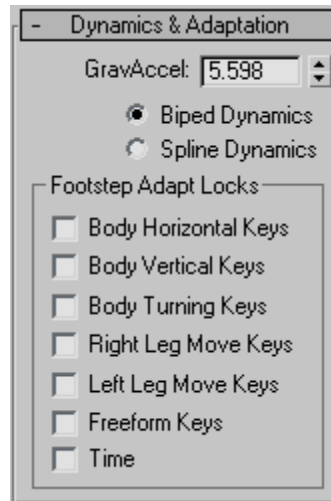 - Dynamics & Adaptation
GravAccel: 5.598
Biped Dynamics
Spline Dynamics
Footstep Adapt Locks
Body Horizontal Keys
Body Vertical Keys
Body Turning Keys
Right Leg Move Keys
Left Leg Move Keys
Freeform Keys
Time